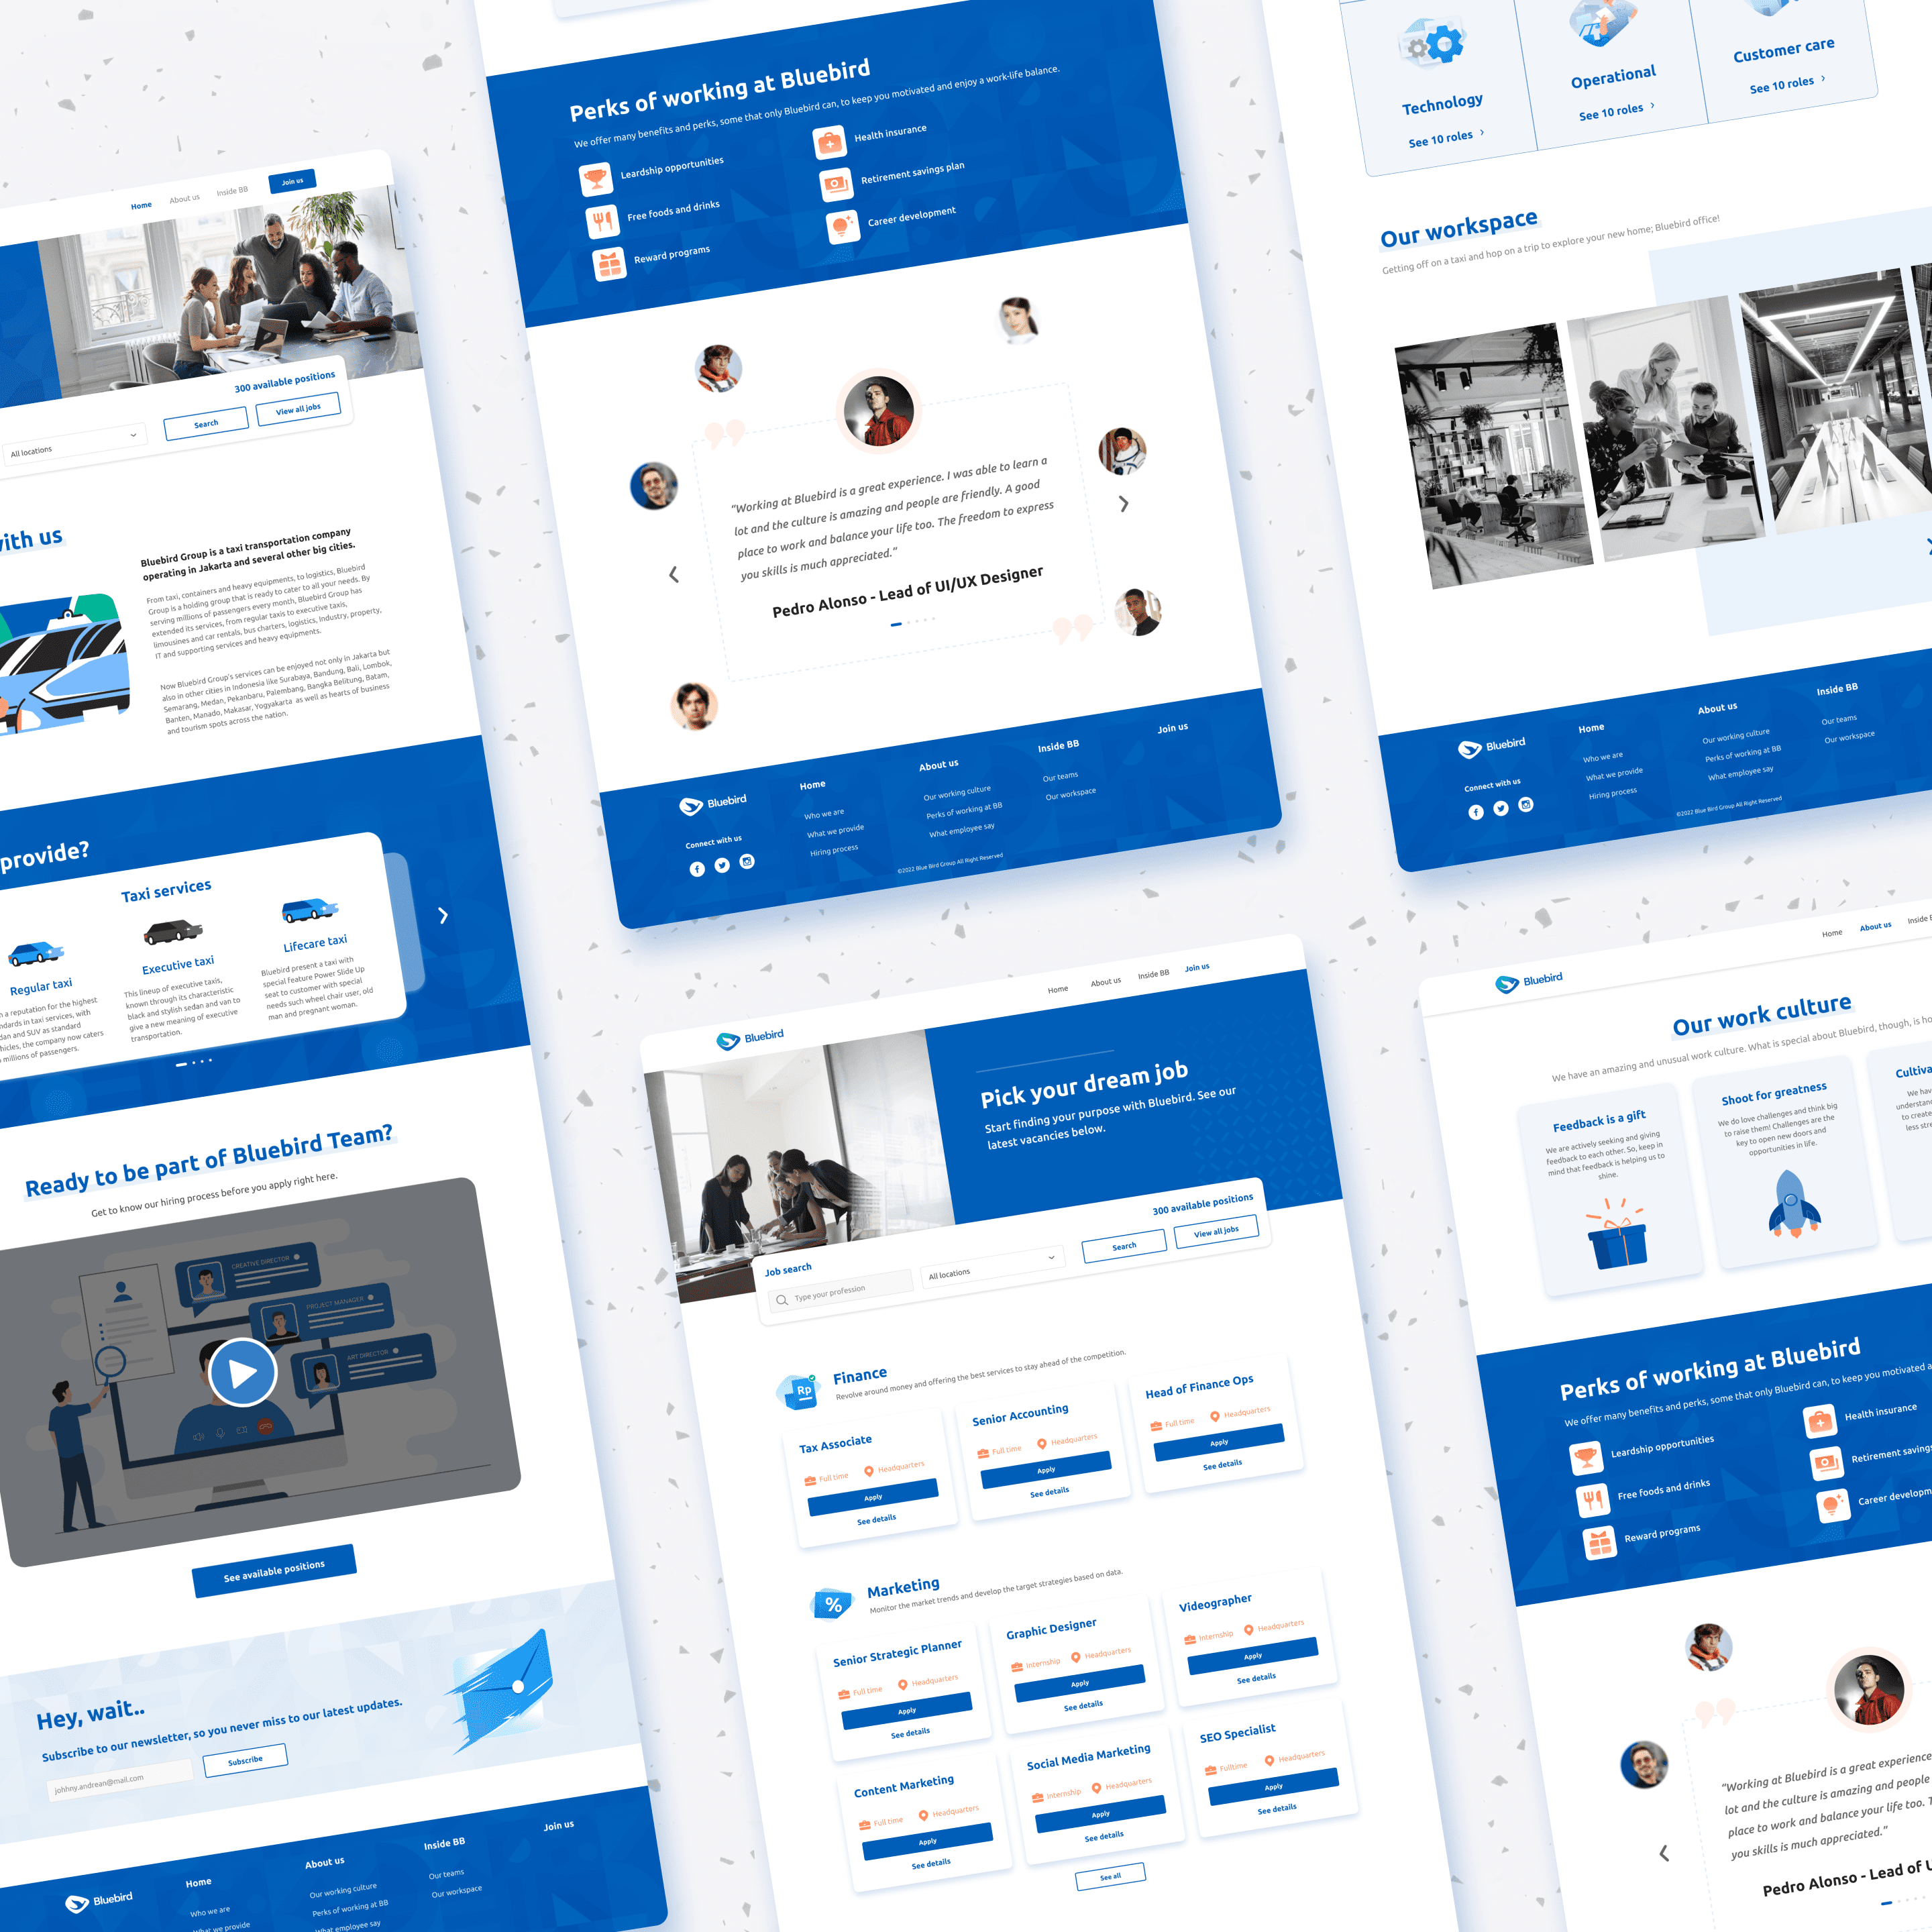 Home
About us
Inside BB
Join us
300 available positions
All locations
Search
View all jobs
with us
Bluebird Group is a taxi transportation company
operating in Jakarta and several other big cities.
From taxi, containers and heavy equipments, to logistics, Bluebird
Group is a holding group that is ready to cater to all your needs. By
serving millions of passengers every month, Bluebird Group has
extended its services, from regular taxis to executive taxis,
limousines and car rentals, bus charters, logistics, Industry, property,
IT and supporting services and heavy equipments.
Now Bluebird Group's services can be enjoyed not only in Jakarta but
also in other cities in Indonesia like Surabaya, Bandung, Bali, Lombok,
Semarang, Medan, Pekanbaru, Palembang, Bangka Belitung, Batam,
Banten, Manado, Makasar, Yogyakarta as well as hearts of business
and tourism spots across the nation.
provide?
Taxi services
Regular taxi
a reputation for the highest
in taxi services, with
and SUV as standard
the company now caters
millions of passengers.
Executive taxi
This lineup of executive taxis,
known through its characteristic
black and stylish sedan and van to
give a new meaning of executive
transportation.
Lifecare taxi
Bluebird present a taxi with
special feature Power Slide Up
seat to customer with special
needs such wheel chair user, old
man and pregnant woman.
Ready to be part of Bluebird Team?
Get to know our hiring process before you apply right here.
CREATIVE DIRECTOR
PROJECT MANAGER
ART DIRECTOR
See available positions
Hey, wait..
Subscribe to our newsletter, so you never miss to our latest updates.
johhny.andrean@mail.com
Subscribe
Bluebird
Home
Who we are
What we provide
About us
Our working culture
Perks of working at BB
What employee say
Inside BB
Our teams
Our workspace
Join us
Perks of working at Bluebird
We offer many benefits and perks, some that only Bluebird can, to keep you motivated and enjoy a work-life balance.
Leardship opportunities
Free foods and drinks
Reward programs
Health insurance
Retirement savings plan
Career development
"Working at Bluebird is a great experience. I was able to learn a
lot and the culture is amazing and people are friendly. A good
place to work and balance your life too. The freedom to express
you skills is much appreciated."
Pedro Alonso - Lead of UI/UX Designer
Bluebird
Connect with us
Home
Who we are
What we provide
Hiring process
About us
Our working culture
Perks of working at BB
What employee say
Inside BB
Our teams
Our workspace
Join us
©2022 Blue Bird Group All Right Reserved
Bluebird
Home
About us
Inside BB
Join us
Pick your dream job
Start finding your purpose with Bluebird. See our
latest vacancies below.
300 available positions
Job search
Type your profession
All locations
Search
View all jobs
Rp
Finance
Revolve around money and offering the best services to stay ahead of the competition.
Tax Associate
Full time
Headquarters
Apply
See details
Senior Accounting
Full time
Headquarters
Apply
See details
Head of Finance Ops
Full time
Headquarters
Apply
See details
%
Marketing
Monitor the market trends and develop the target strategies based on data.
Senior Strategic Planner
Full time
Headquarters
Apply
See details
Graphic Designer
Internship
Headquarters
Apply
See details
Videographer
Internship
Headquarters
Apply
See details
Content Marketing
Full time
Headquarters
Apply
See details
Social Media Marketing
Internship
Headquarters
Apply
See details
SEO Specialist
Fulltime
Headquarters
Apply
See details
See all
Technology
See 10 roles
Operational
See 10 roles
Customer care
See 10 roles
Our workspace
Getting off on a taxi and hop on a trip to explore your new home; Bluebird office!
Bluebird
Connect with us
Home
Who we are
What we provide
Hiring process
About us
Our working culture
Perks of working at BB
What employee say
Inside BB
Our teams
Our workspace
©2022 Blue Bird Group All Right Reserved
Bluebird
Home
About us
Inside
Our work culture
We have an amazing and unusual work culture. What is special about Bluebird, though, is
Feedback is a gift
We are actively seeking and giving
feedback to each other. So, keep in
mind that feedback is helping us to
shine.
Shoot for greatness
We do love challenges and think big
to raise them! Challenges are the
key to open new doors and
opportunities in life.
Cultiva
We hav
understan
to create
less stre
Perks of working at Bluebird
We offer many benefits and perks, some that only Bluebird can, to keep you motivated
Leardship opportunities
Free foods and drinks
Reward programs
Health insurance
Retirement savings
Career developm
"Working at Bluebird is a great experience
lot and the culture is amazing and people
place to work and balance your life too. T
you skills is much appreciated."
Pedro Alonso - Lead of U